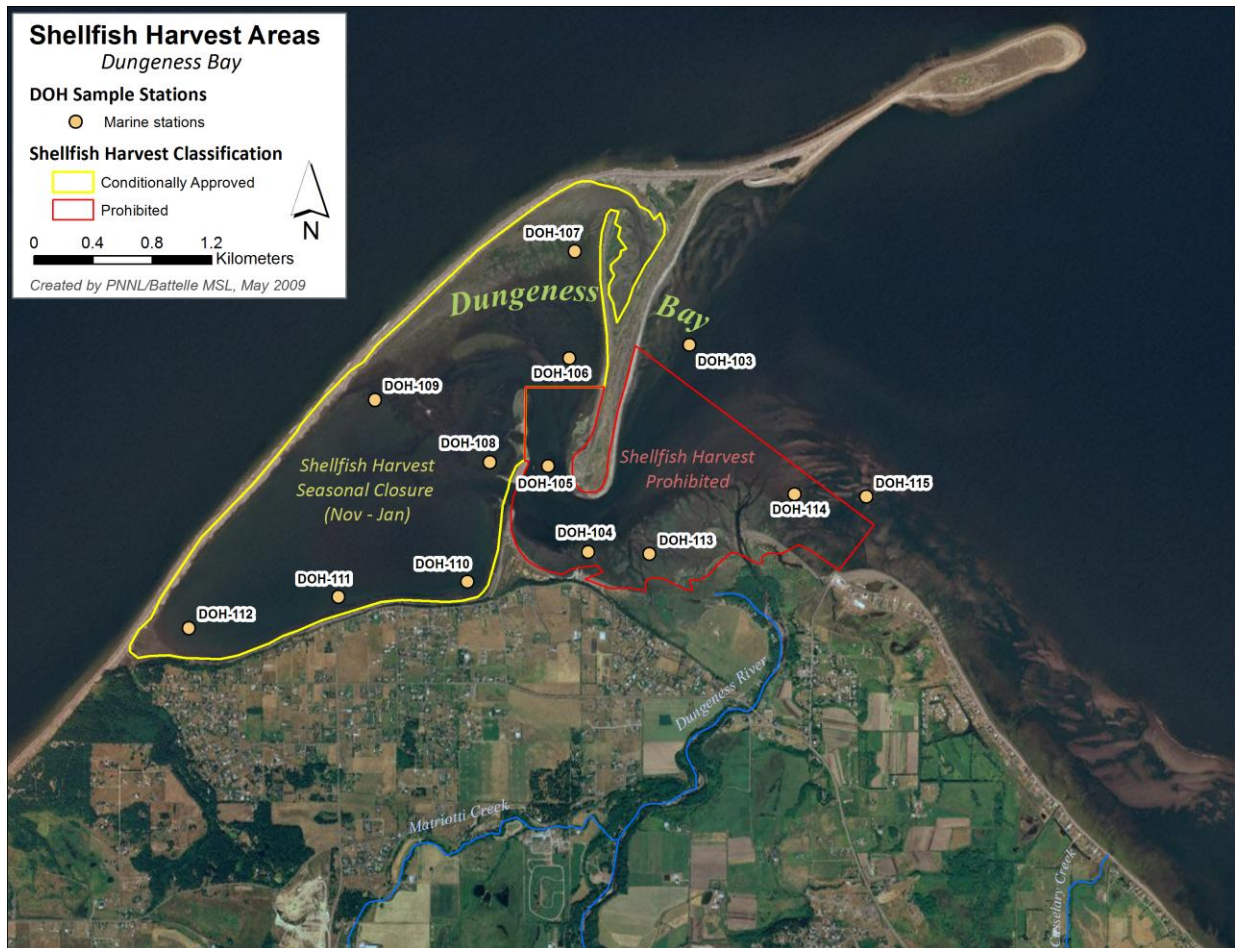 Shellfish Harvest Areas
Dungeness Bay
DOH Sample Stations
Marine stations
Shellfish Harvest Classification
Conditionally Approved
Prohibited
N
0 0.4 0.8 1.2
Kilometers
Created by PNNL/Battelle MSL, May 2009
DOH-107
Dungeness Bay
DOH-103
DOH-106
DOH-109
DOH-108
Shellfish Harvest
Seasonal Closure
(Nov - Jan)
DOH-105
Shellfish Harvest
Prohibited
DOH-115
DOH-114
DOH-104
DOH-113
DOH-110
DOH-111
DOH-112
Dungeness River
Matriotti Creek
Casselary Creek